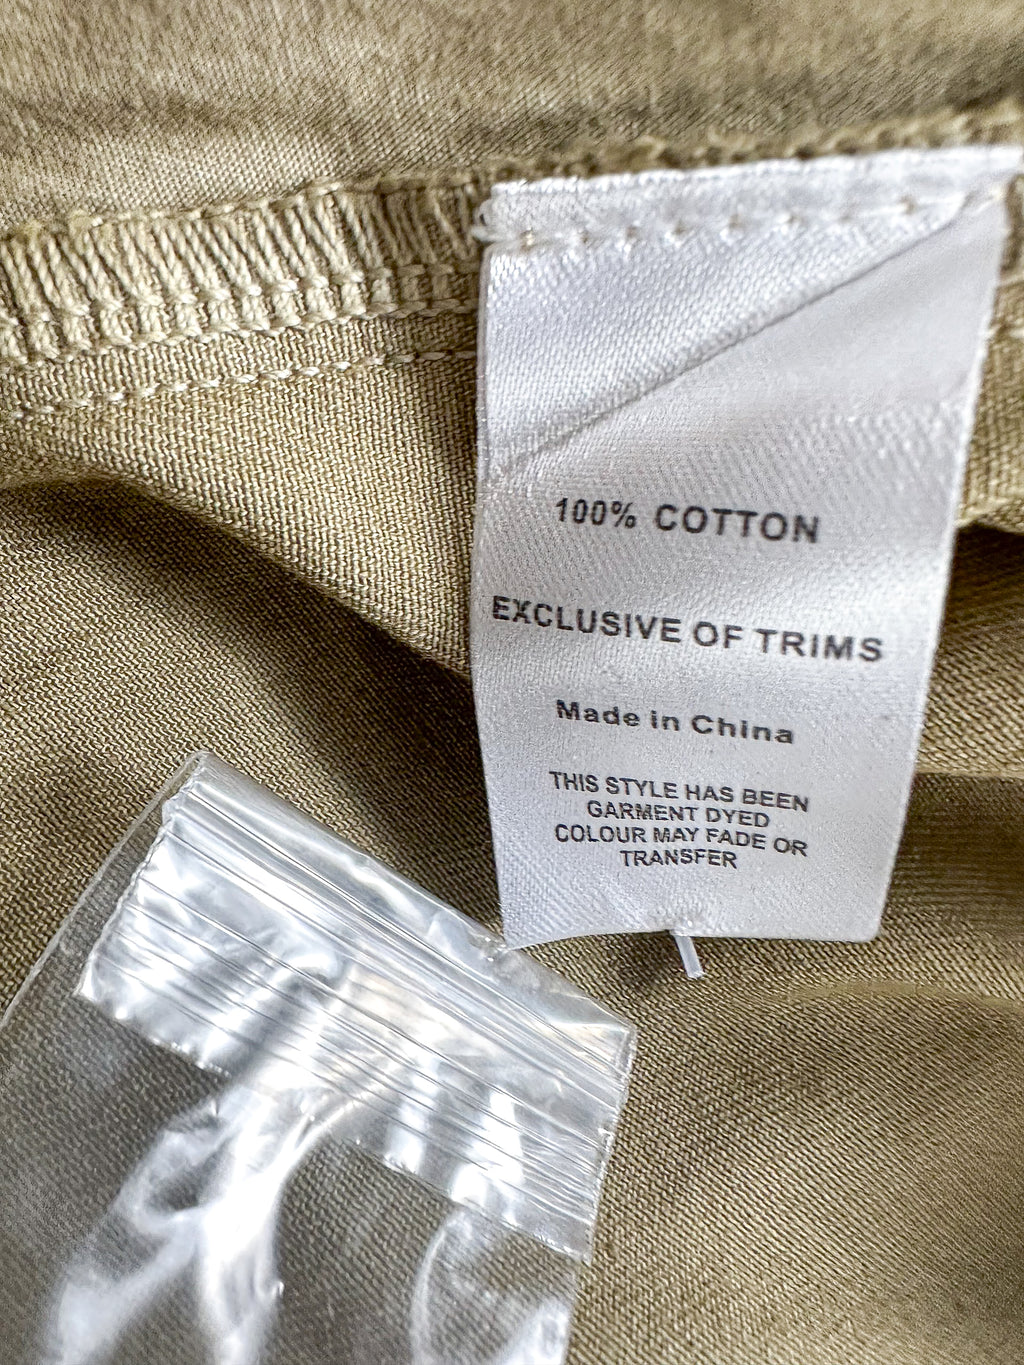 100% COTTON
EXCLUSIVE OF TRIMS
Made in China
THIS STYLE HAS BEEN
GARMENT DYED
COLOUR MAY FADE OR
TRANSFER